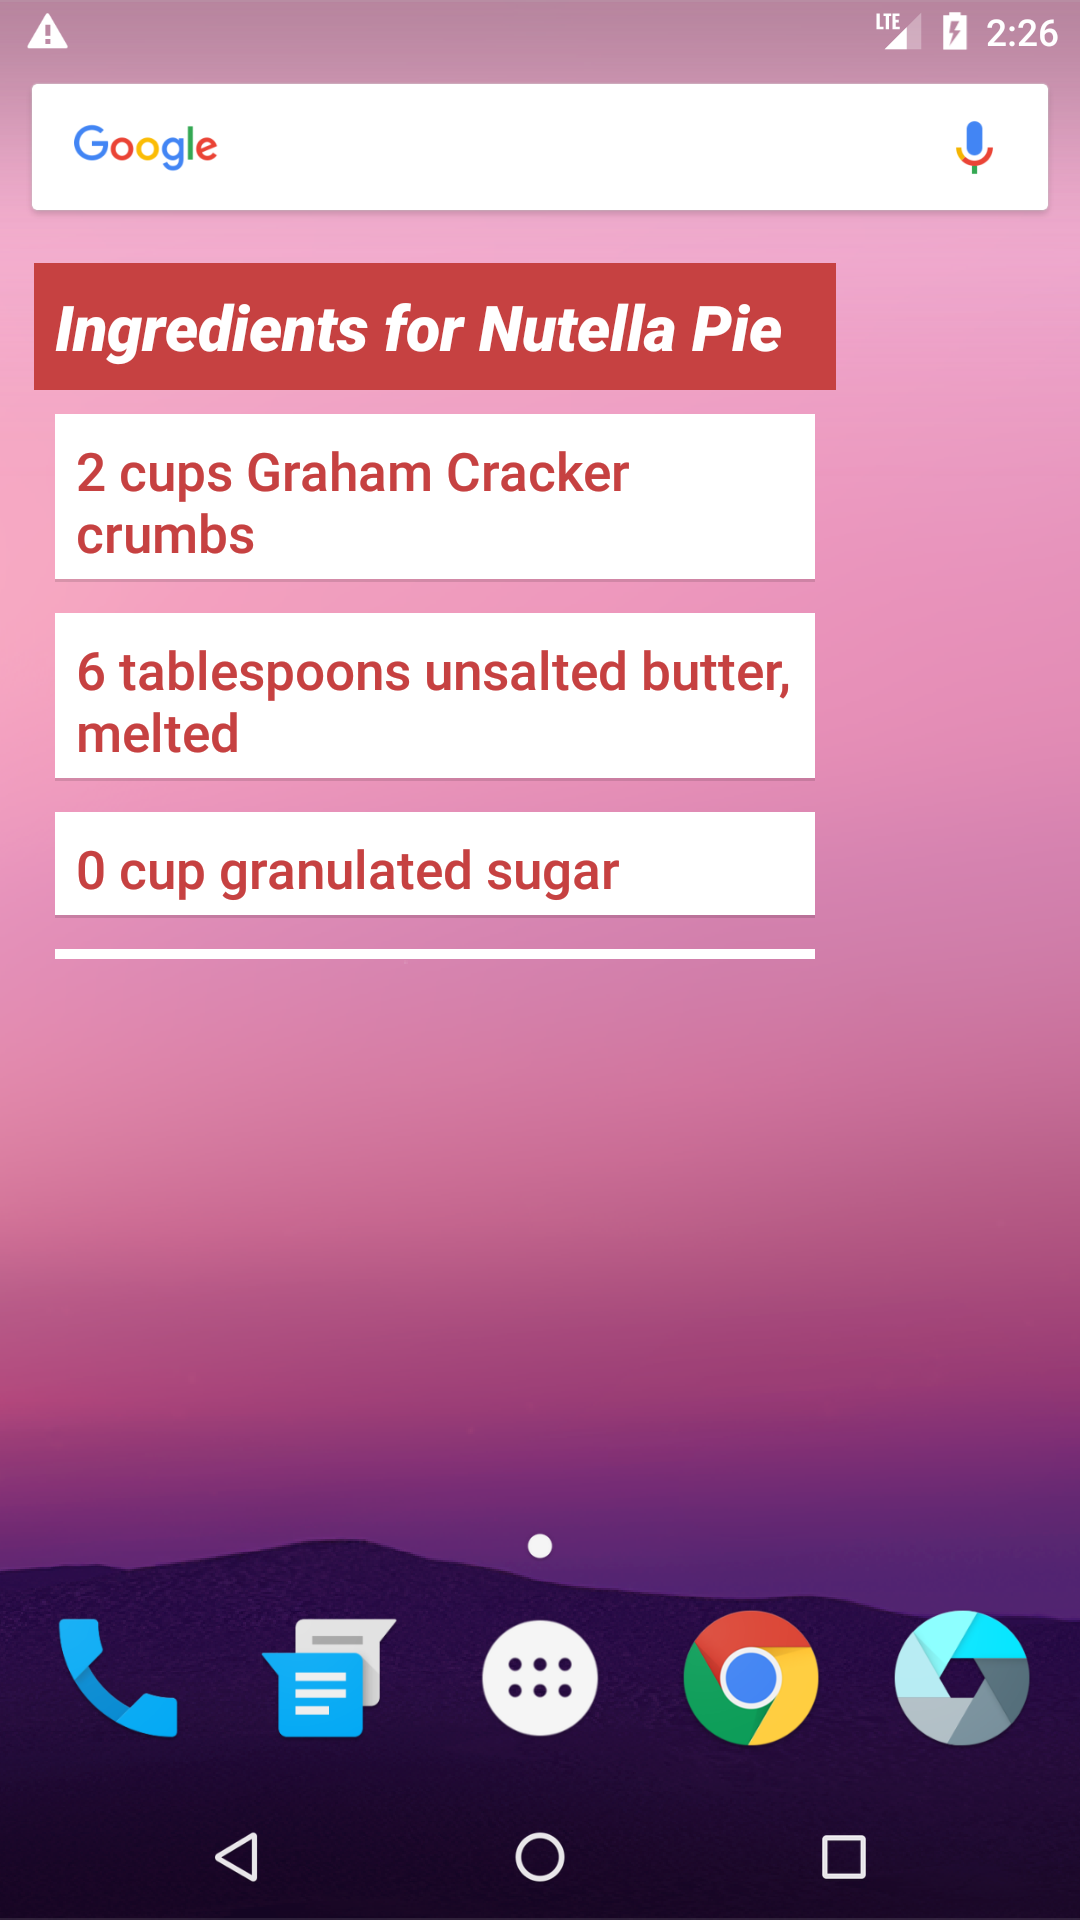 LTE 2:26
Google
Ingredients for Nutella Pie
2 cups Graham Cracker
crumbs
6 tablespoons unsalted butter,
melted
0 cup granulated sugar